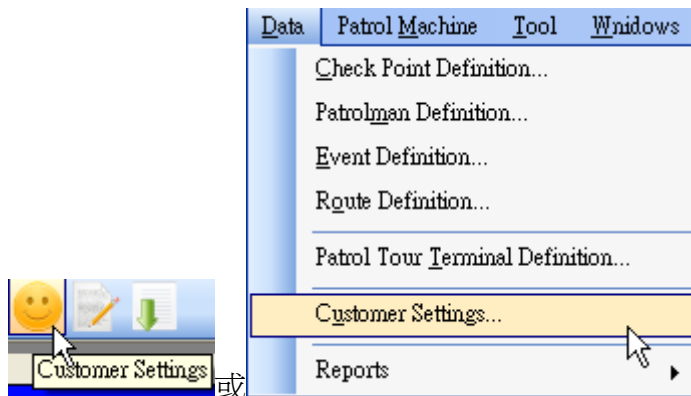 Data Patrol Machine Tool Wnidows
Check Point Definition...
Patrolman Definition...
Event Definition...
Route Definition...
Patrol Tour Terminal Definition...
Customer Settings...
Reports
Customer Settings 或